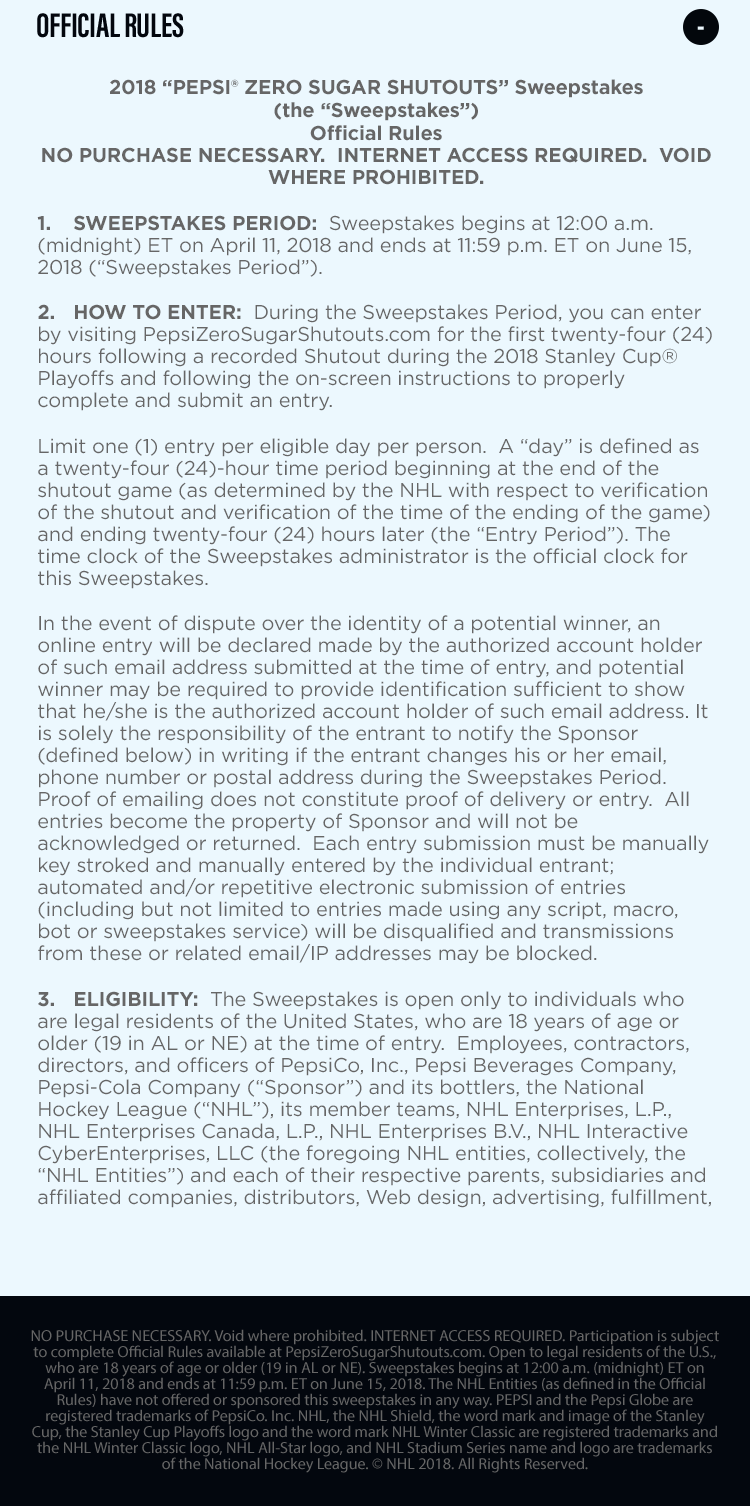 OFFICIAL RULES
-
2018 “PEPSI® ZERO SUGAR SHUTOUTS” Sweepstakes
(the “Sweepstakes”)
Official Rules
NO PURCHASE NECESSARY.  INTERNET ACCESS REQUIRED.  VOID
WHERE PROHIBITED.
1.   SWEEPSTAKES PERIOD:  Sweepstakes begins at 12:00 a.m.
(midnight) ET on April 11, 2018 and ends at 11:59 p.m. ET on June 15,
2018 (“Sweepstakes Period”).
2.   HOW TO ENTER:  During the Sweepstakes Period, you can enter
by visiting PepsiZeroSugarShutouts.com for the first twenty-four (24)
hours following a recorded Shutout during the 2018 Stanley Cup®
Playoffs and following the on-screen instructions to properly
complete and submit an entry.
Limit one (1) entry per eligible day per person.  A “day” is defined as
a twenty-four (24)-hour time period beginning at the end of the
shutout game (as determined by the NHL with respect to verification
of the shutout and verification of the time of the ending of the game)
and ending twenty-four (24) hours later (the “Entry Period”). The
time clock of the Sweepstakes administrator is the official clock for
this Sweepstakes.
In the event of dispute over the identity of a potential winner, an
online entry will be declared made by the authorized account holder
of such email address submitted at the time of entry, and potential
winner may be required to provide identification sufficient to show
that he/she is the authorized account holder of such email address. It
is solely the responsibility of the entrant to notify the Sponsor
(defined below) in writing if the entrant changes his or her email,
phone number or postal address during the Sweepstakes Period.
Proof of emailing does not constitute proof of delivery or entry.  All
entries become the property of Sponsor and will not be
acknowledged or returned.  Each entry submission must be manually
key stroked and manually entered by the individual entrant;
automated and/or repetitive electronic submission of entries
(including but not limited to entries made using any script, macro,
bot or sweepstakes service) will be disqualified and transmissions
from these or related email/IP addresses may be blocked.
3.   ELIGIBILITY:  The Sweepstakes is open only to individuals who
are legal residents of the United States, who are 18 years of age or
older (19 in AL or NE) at the time of entry.  Employees, contractors,
directors, and officers of PepsiCo, Inc., Pepsi Beverages Company,
Pepsi-Cola Company (“Sponsor”) and its bottlers, the National
Hockey League (“NHL”), its member teams, NHL Enterprises, L.P.,
NHL Enterprises Canada, L.P., NHL Enterprises B.V., NHL Interactive
CyberEnterprises, LLC (the foregoing NHL entities, collectively, the
“NHL Entities”) and each of their respective parents, subsidiaries and
affiliated companies, distributors, Web design, advertising, fulfillment,
NO PURCHASE NECESSARY. Void where prohibited. INTERNET ACCESS REQUIRED. Participation is subject
to complete Official Rules available at PepsiZeroSugarShutouts.com. Open to legal residents of the U.S.,
who are 18 years of age or older (19 in AL or NE). Sweepstakes begins at 12:00 a.m. (midnight) ET on
April 11, 2018 and ends at 11:59 p.m. ET on June 15, 2018. The NHL Entities (as defined in the Official
Rules) have not offered or sponsored this sweepstakes in any way. PEPSI and the Pepsi Globe are
registered trademarks of PepsiCo. Inc. NHL, the NHL Shield, the word mark and image of the Stanley
Cup, the Stanley Cup Playoffs logo and the word mark NHL Winter Classic are registered trademarks and
the NHL Winter Classic logo, NHL All-Star logo, and NHL Stadium Series name and logo are trademarks
of the National Hockey League. © NHL 2018. All Rights Reserved.